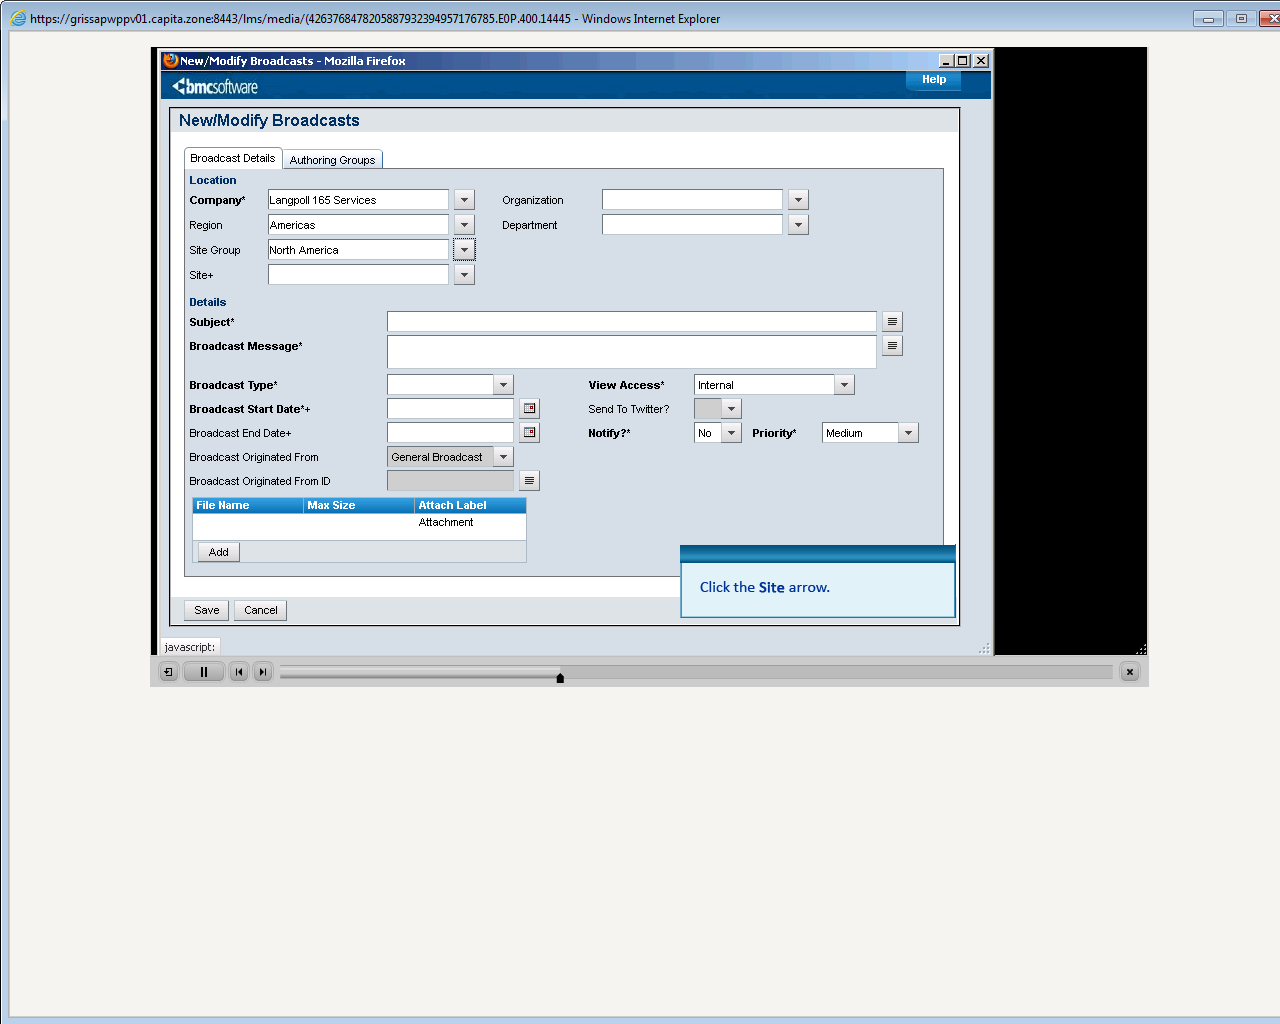 https://grissapwppv01.capita.zone:8443/lms/media/(4263768478205887932394957176785.E0P.400.14445 - Windows Internet Explorer
New/Modify Broadcasts - Mozilla Firefox
bmcsoftware
Help
New/Modify Broadcasts
Broadcast Details
Authoring Groups
Location
Company* Langpoll 165 Services Organization
Region Americas Department
Site Group North America
Site+
Details
Subject*
Broadcast Message*
Broadcast Type* View Access* Internal
Broadcast Start Date*+ Send To Twitter?
Broadcast End Date+ Notify?* No Priority* Medium
Broadcast Originated From General Broadcast
Broadcast Originated From ID
File Name Max Size Attach Label
Attachment
Add
Click the Site arrow.
Save Cancel
javascript: